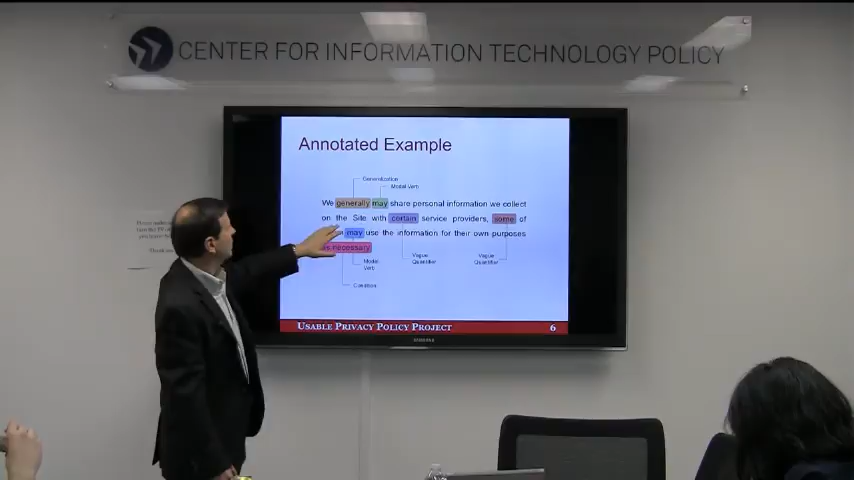 CENTER FOR INFORMATION TECHNOLOGY POLICY
Annotated Example
Generalization
Modal Verb
We generally may share personal information we collect
on the Site with certain service providers, some of
may use the information for their own purposes
as necessary
Modal
Verb
Vague
Quantifier
Vague
Quantifier
Condition
USABLE PRIVACY POLICY PROJECT 6
SAMSUNG